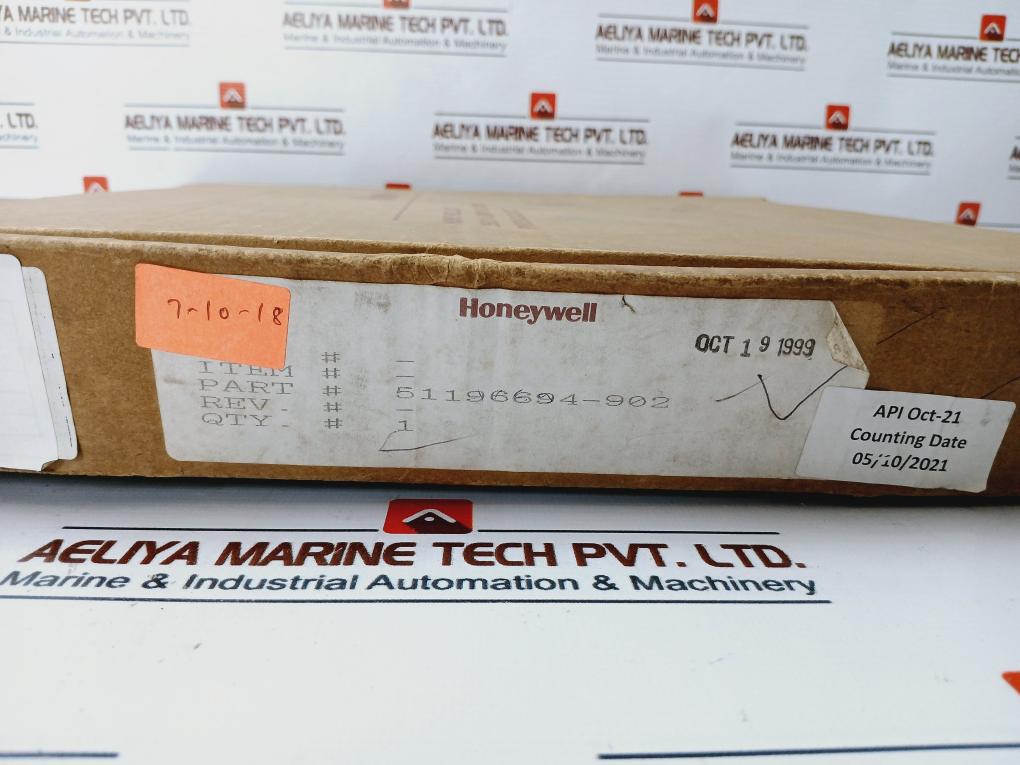 AELIYA MARINE TECH PVT. LTD.
Marine & Industrial Automation & Machinery
AELIYA MARINE TECH PVT. LTD.
Marine & Industrial Automation & Machinery
AELIYA MARINE TECH
Marine & Industrial Automation
MARINE TECH PVT. LTD.
& Industrial Automation & Machinery
LTD.
AELIYA MARINE TECH PVT. LTD.
Marine & Industrial Automation & Machinery
AELIYA MARINE TECH PVT. LTD.
Marine & Industrial Automation & Machinery
AELIYA MARINE TECH PVT. LTD.
Marine & Industrial Automation & Machinery
7-10-18
Honeywell
OCT 19 1999
# -
ITEM # -
PART # 51196694-902
REV. # -
QTY. # 1
API Oct-21
Counting Date
05/10/2021
AELIYA MARINE TECH PVT. LTD.
Marine & Industrial Automation & Machinery